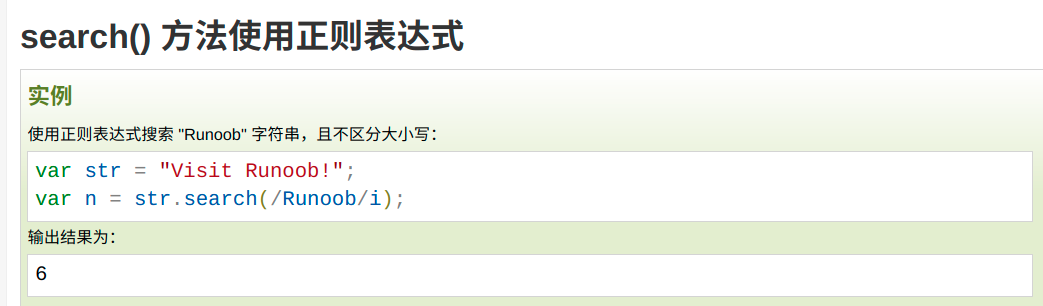 search() 方法使用正则表达式
实例
使用正则表达式搜索 "Runoob" 字符串，且不区分大小写：
var str = "Visit Runoob!";
var n = str.search(/Runoob/i);
输出结果为：
6